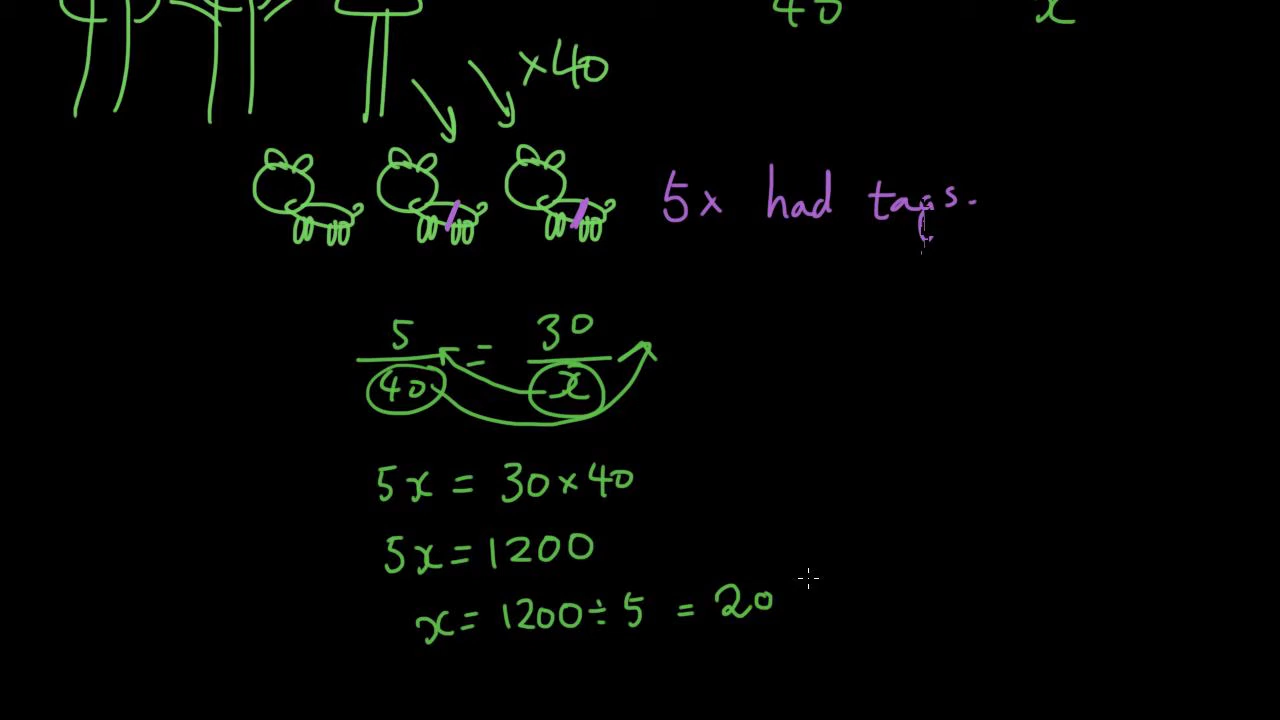 40 x
×40
5x had tags.
5 = 30
40 x
5x = 30×40
5x = 1200
x = 1200 ÷ 5 = 20